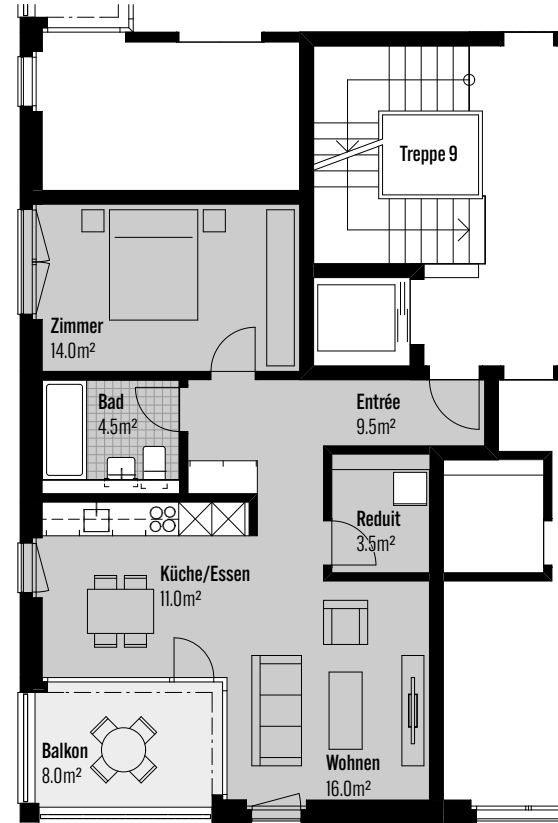 Treppe 9
Zimmer
14.0m²
Bad
4.5m²
Entrée
9.5m²
Reduit
3.5m²
Küche/Essen
11.0m²
Balkon
8.0m²
Wohnen
16.0m²